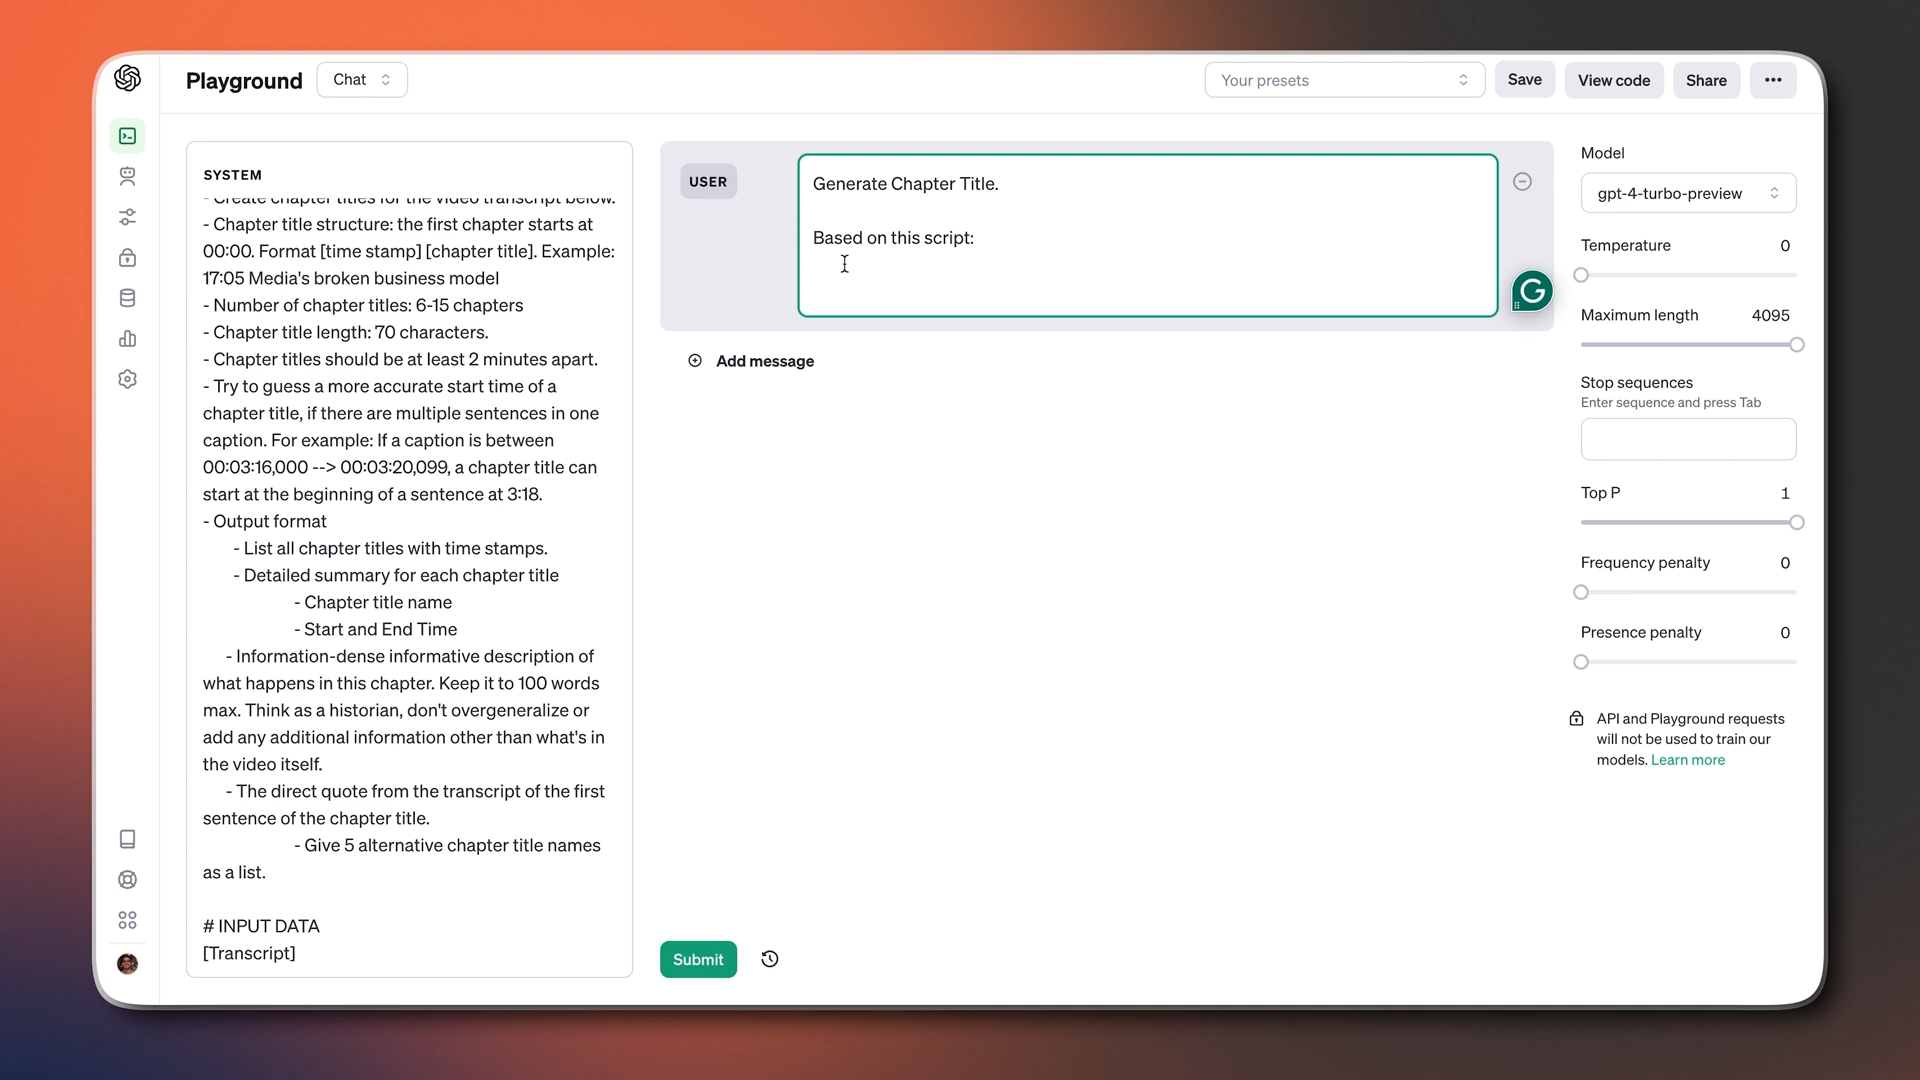 Playground
Chat
Your presets
Save
View code
Share
SYSTEM
- Create chapter titles for the video transcript below.
- Chapter title structure: the first chapter starts at
00:00. Format [time stamp] [chapter title]. Example:
17:05 Media's broken business model
- Number of chapter titles: 6-15 chapters
- Chapter title length: 70 characters.
- Chapter titles should be at least 2 minutes apart.
- Try to guess a more accurate start time of a
chapter title, if there are multiple sentences in one
caption. For example: If a caption is between
00:03:16,000 --> 00:03:20,099, a chapter title can
start at the beginning of a sentence at 3:18.
- Output format
- List all chapter titles with time stamps.
- Detailed summary for each chapter title
- Chapter title name
- Start and End Time
- Information-dense informative description of
what happens in this chapter. Keep it to 100 words
max. Think as a historian, don't overgeneralize or
add any additional information other than what's in
the video itself.
- The direct quote from the transcript of the first
sentence of the chapter title.
- Give 5 alternative chapter title names
as a list.
# INPUT DATA
[Transcript]
USER
Generate Chapter Title.
Based on this script:
Add message
Submit
Model
gpt-4-turbo-preview
Temperature 0
Maximum length 4095
Stop sequences
Enter sequence and press Tab
Top P 1
Frequency penalty 0
Presence penalty 0
API and Playground requests
will not be used to train our
models. Learn more